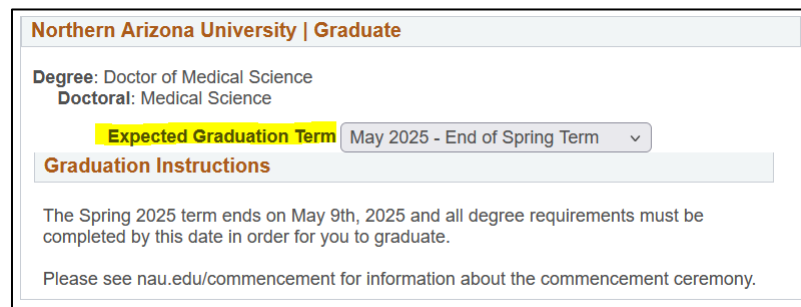 Northern Arizona University | Graduate
Degree: Doctor of Medical Science
Doctoral: Medical Science
Expected Graduation Term May 2025 - End of Spring Term
Graduation Instructions
The Spring 2025 term ends on May 9th, 2025 and all degree requirements must be
completed by this date in order for you to graduate.
Please see nau.edu/commencement for information about the commencement ceremony.